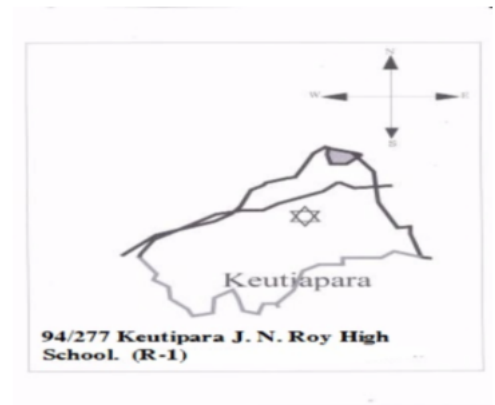 N
W E
S
Keutiapara
94/277 Keutipara J. N. Roy High
School. (R-1)